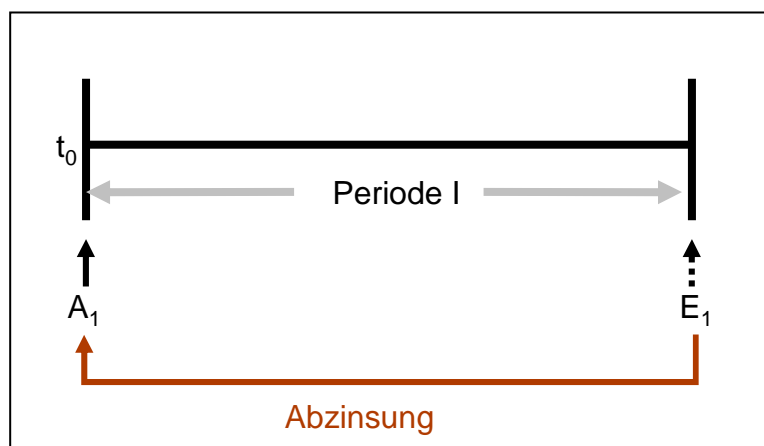 t₀
Periode I
A₁
E₁
Abzinsung